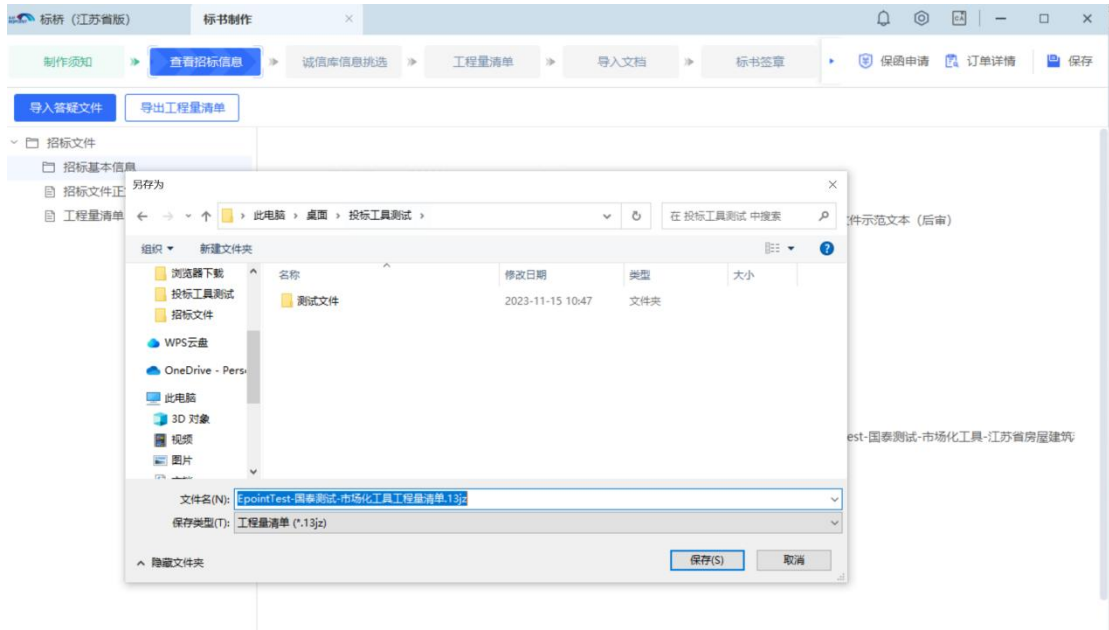 标桥（江苏省版）
标书制作
制作须知
查看招标信息
诚信库信息挑选
工程量清单
导入文档
标书签章
保函申请
订单详情
保存
导入答疑文件
导出工程量清单
招标文件
招标基本信息
招标文件正
工程量清单
另存为
此电脑 › 桌面 › 投标工具测试 ›
在 投标工具测试 中搜索
件示范文本（后审）
组织
新建文件夹
浏览器下载
投标工具测试
招标文件
WPS云盘
OneDrive - Pers
此电脑
3D 对象
视频
图片
名称
修改日期
类型
大小
测试文件
2023-11-15 10:47
文件夹
est-国泰测试-市场化工具-江苏省房屋建筑
文件名(N): EpointTest-国泰测试-市场化工具工程量清单.13jz
保存类型(T): 工程量清单 (*.13jz)
隐藏文件夹
保存(S)
取消